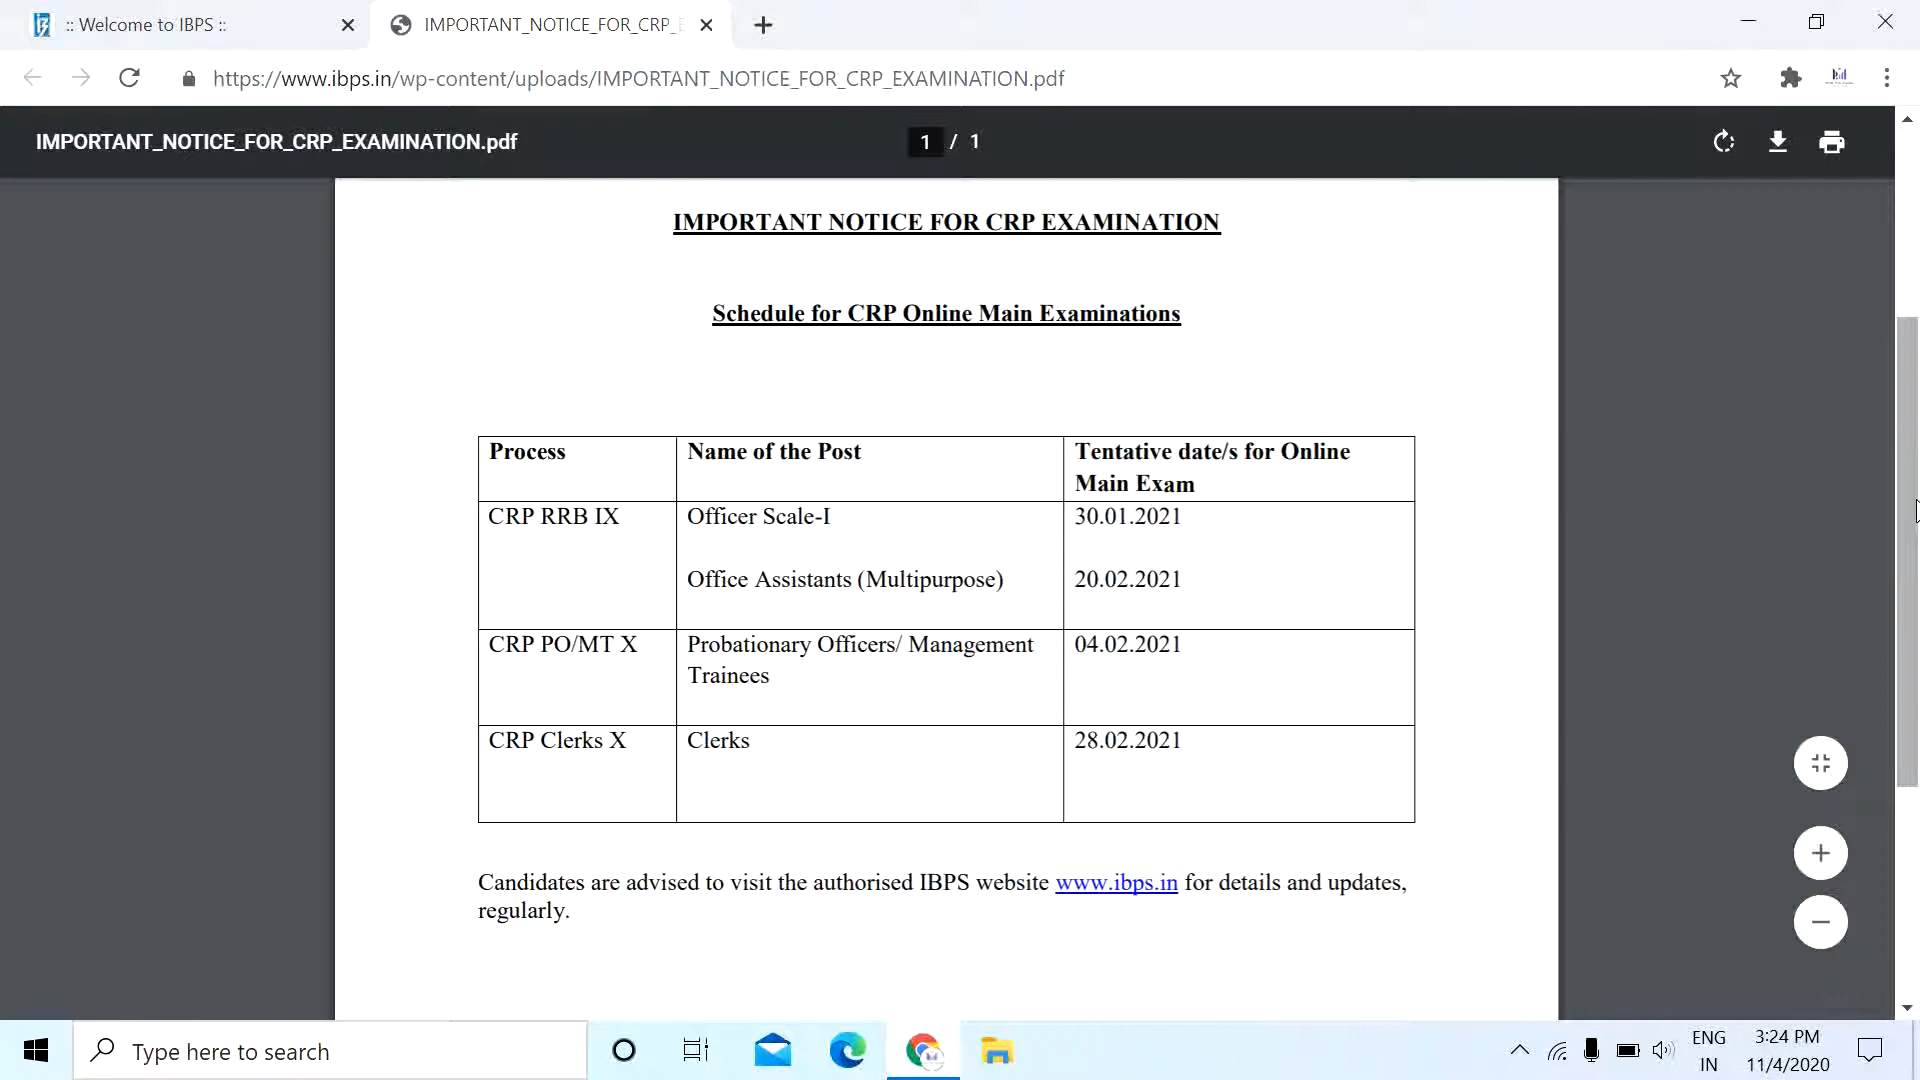 :: Welcome to IBPS ::
IMPORTANT_NOTICE_FOR_CRP_E
https://www.ibps.in/wp-content/uploads/IMPORTANT_NOTICE_FOR_CRP_EXAMINATION.pdf
IMPORTANT_NOTICE_FOR_CRP_EXAMINATION.pdf
1 / 1
IMPORTANT NOTICE FOR CRP EXAMINATION
Schedule for CRP Online Main Examinations
Process Name of the Post Tentative date/s for Online
Main Exam
CRP RRB IX Officer Scale-I 30.01.2021
Office Assistants (Multipurpose) 20.02.2021
CRP PO/MT X Probationary Officers/ Management 04.02.2021
Trainees
CRP Clerks X Clerks 28.02.2021
Candidates are advised to visit the authorised IBPS website www.ibps.in for details and updates,
regularly.
Type here to search
ENG
IN
3:24 PM
11/4/2020